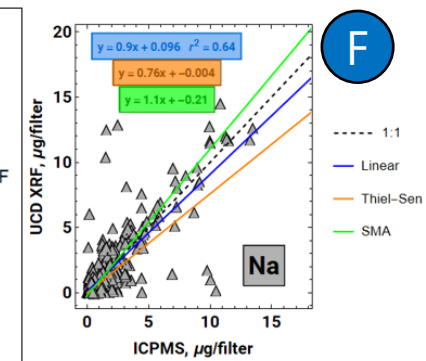 F
y = 0.9x + 0.096 r² = 0.64
y = 0.76x + −0.004
y = 1.1x + −0.21
20
15
10
5
0
UCD XRF, µg/filter
Na
0 5 10 15
ICPMS, µg/filter
F
1:1
Linear
Thiel−Sen
SMA